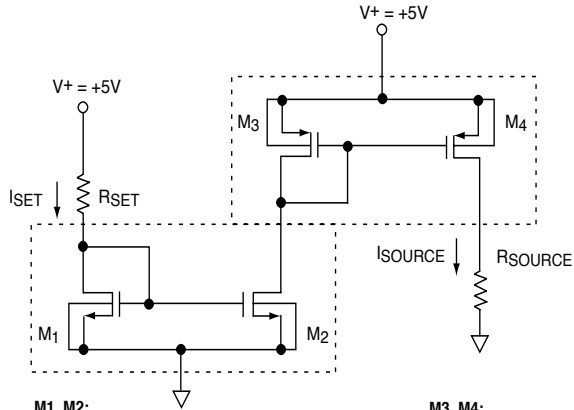 V+ = +5V
V+ = +5V
M3
M4
ISET
RSET
ISOURCE
RSOURCE
M1
M2
M1, M2:
M3, M4: